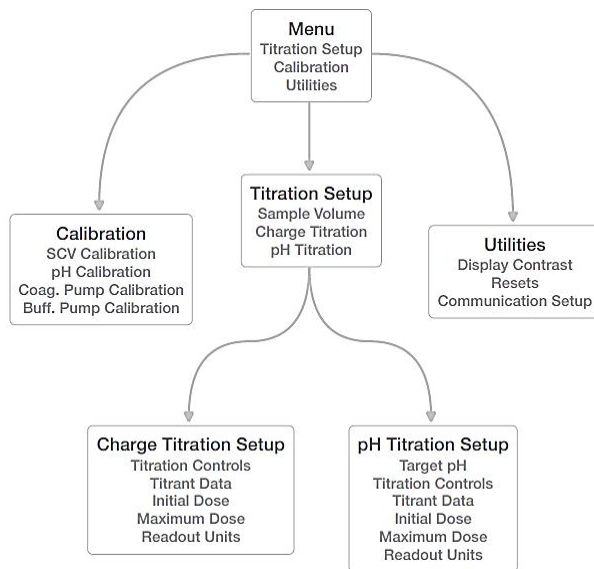 Menu
Titration Setup
Calibration
Utilities
Titration Setup
Sample Volume
Charge Titration
pH Titration
Calibration
SCV Calibration
pH Calibration
Coag. Pump Calibration
Buff. Pump Calibration
Utilities
Display Contrast
Resets
Communication Setup
Charge Titration Setup
Titration Controls
Titrant Data
Initial Dose
Maximum Dose
Readout Units
pH Titration Setup
Target pH
Titration Controls
Titrant Data
Initial Dose
Maximum Dose
Readout Units